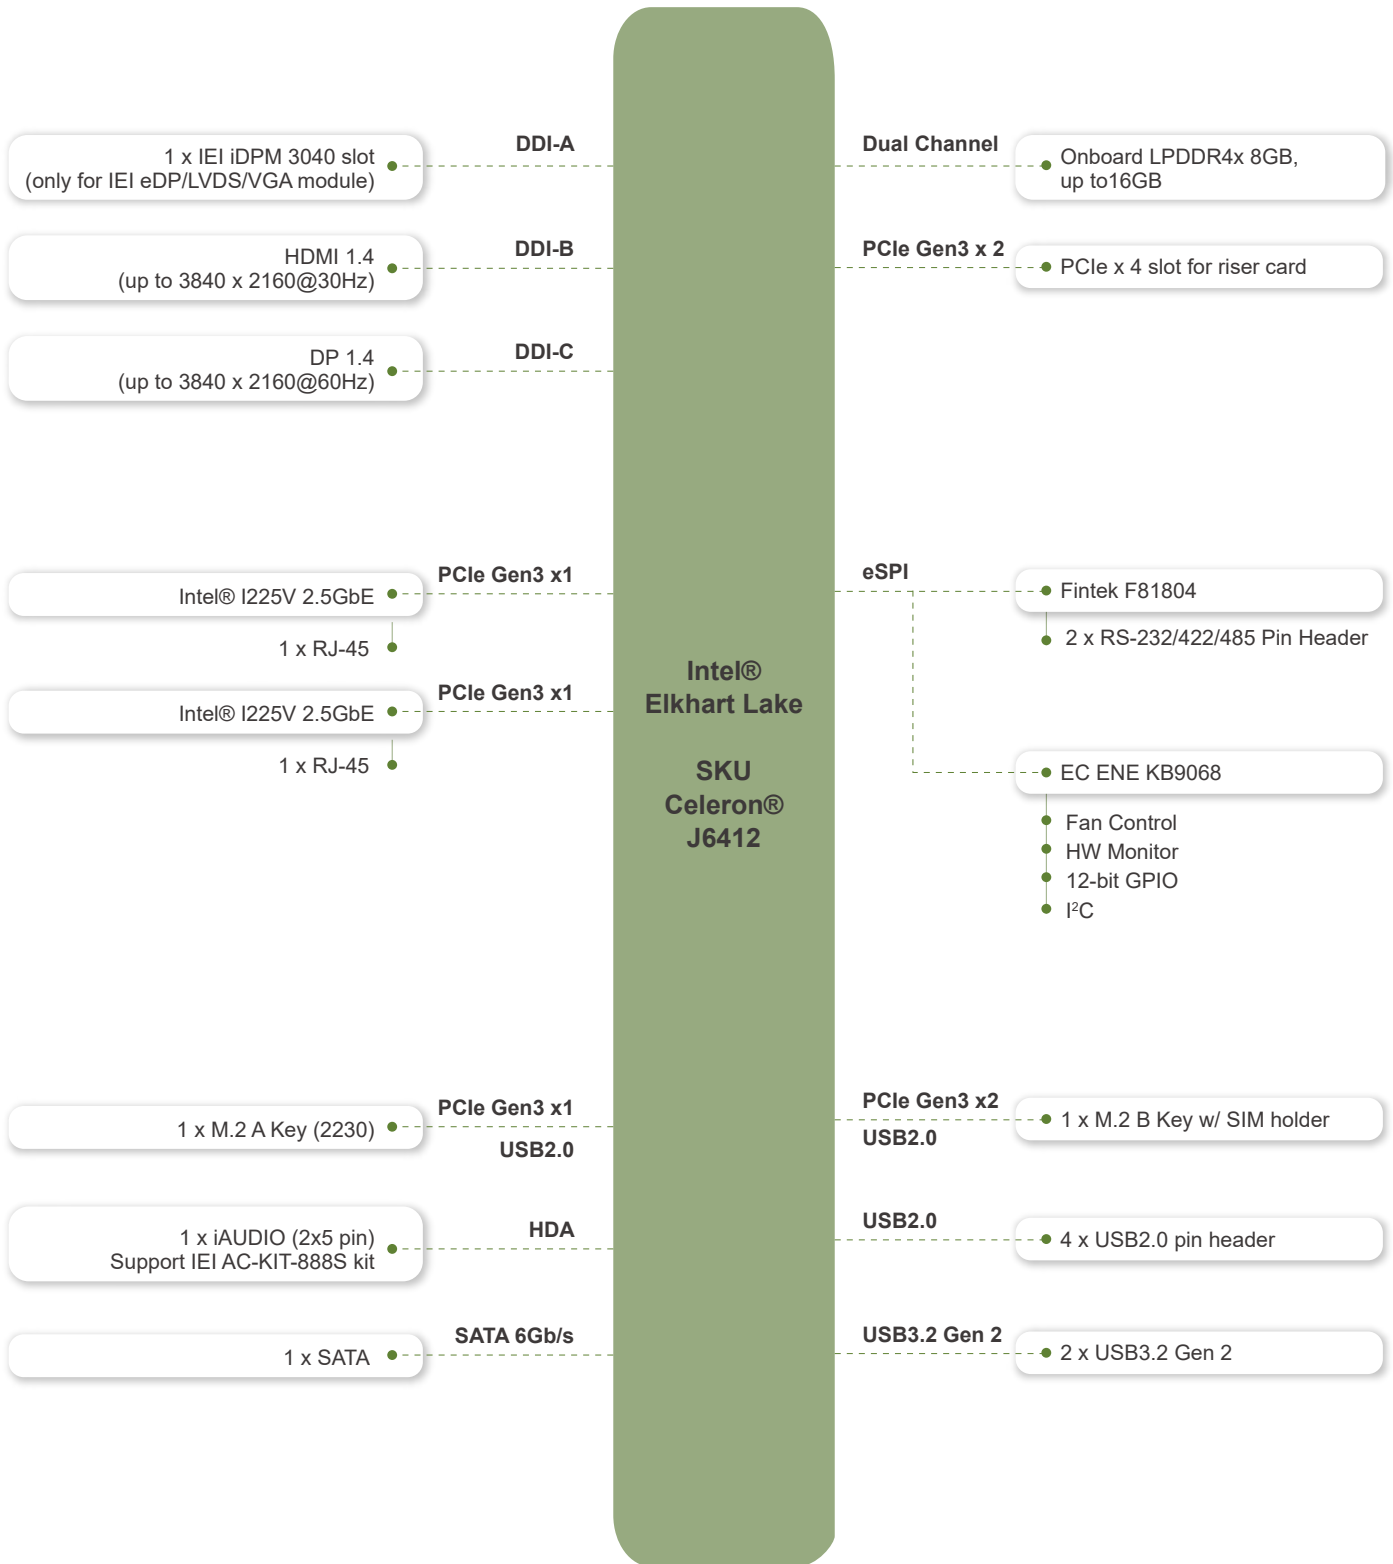 DDI-A
1 x IEI iDPM 3040 slot
(only for IEI eDP/LVDS/VGA module)
DDI-B
HDMI 1.4
(up to 3840 x 2160@30Hz)
DDI-C
DP 1.4
(up to 3840 x 2160@60Hz)
PCIe Gen3 x1
Intel® I225V 2.5GbE
1 x RJ-45
PCIe Gen3 x1
Intel® I225V 2.5GbE
1 x RJ-45
PCIe Gen3 x1
1 x M.2 A Key (2230)
USB2.0
HDA
1 x iAUDIO (2x5 pin)
Support IEI AC-KIT-888S kit
SATA 6Gb/s
1 x SATA
Intel®
Elkhart Lake
SKU
Celeron®
J6412
Dual Channel
Onboard LPDDR4x 8GB,
up to16GB
PCIe Gen3 x 2
PCIe x 4 slot for riser card
eSPI
Fintek F81804
2 x RS-232/422/485 Pin Header
EC ENE KB9068
Fan Control
HW Monitor
12-bit GPIO
I²C
PCIe Gen3 x2
1 x M.2 B Key w/ SIM holder
USB2.0
USB2.0
4 x USB2.0 pin header
USB3.2 Gen 2
2 x USB3.2 Gen 2